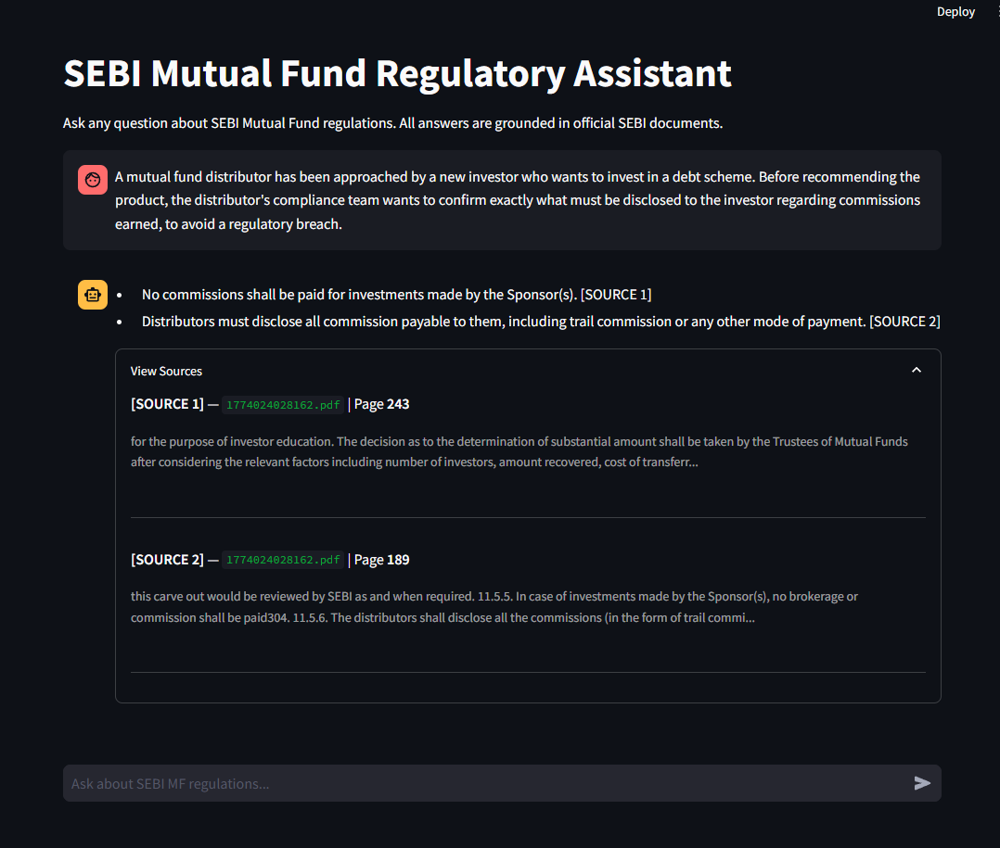 Deploy
SEBI Mutual Fund Regulatory Assistant
Ask any question about SEBI Mutual Fund regulations. All answers are grounded in official SEBI documents.
A mutual fund distributor has been approached by a new investor who wants to invest in a debt scheme. Before recommending the
product, the distributor's compliance team wants to confirm exactly what must be disclosed to the investor regarding commissions
earned, to avoid a regulatory breach.
• No commissions shall be paid for investments made by the Sponsor(s). [SOURCE 1]
• Distributors must disclose all commission payable to them, including trail commission or any other mode of payment. [SOURCE 2]
View Sources
[SOURCE 1] — 1774024028162.pdf | Page 243
for the purpose of investor education. The decision as to the determination of substantial amount shall be taken by the Trustees of Mutual Funds
after considering the relevant factors including number of investors, amount recovered, cost of transferr...
[SOURCE 2] — 1774024028162.pdf | Page 189
this carve out would be reviewed by SEBI as and when required. 11.5.5. In case of investments made by the Sponsor(s), no brokerage or
commission shall be paid304. 11.5.6. The distributors shall disclose all the commissions (in the form of trail commi...
Ask about SEBI MF regulations...